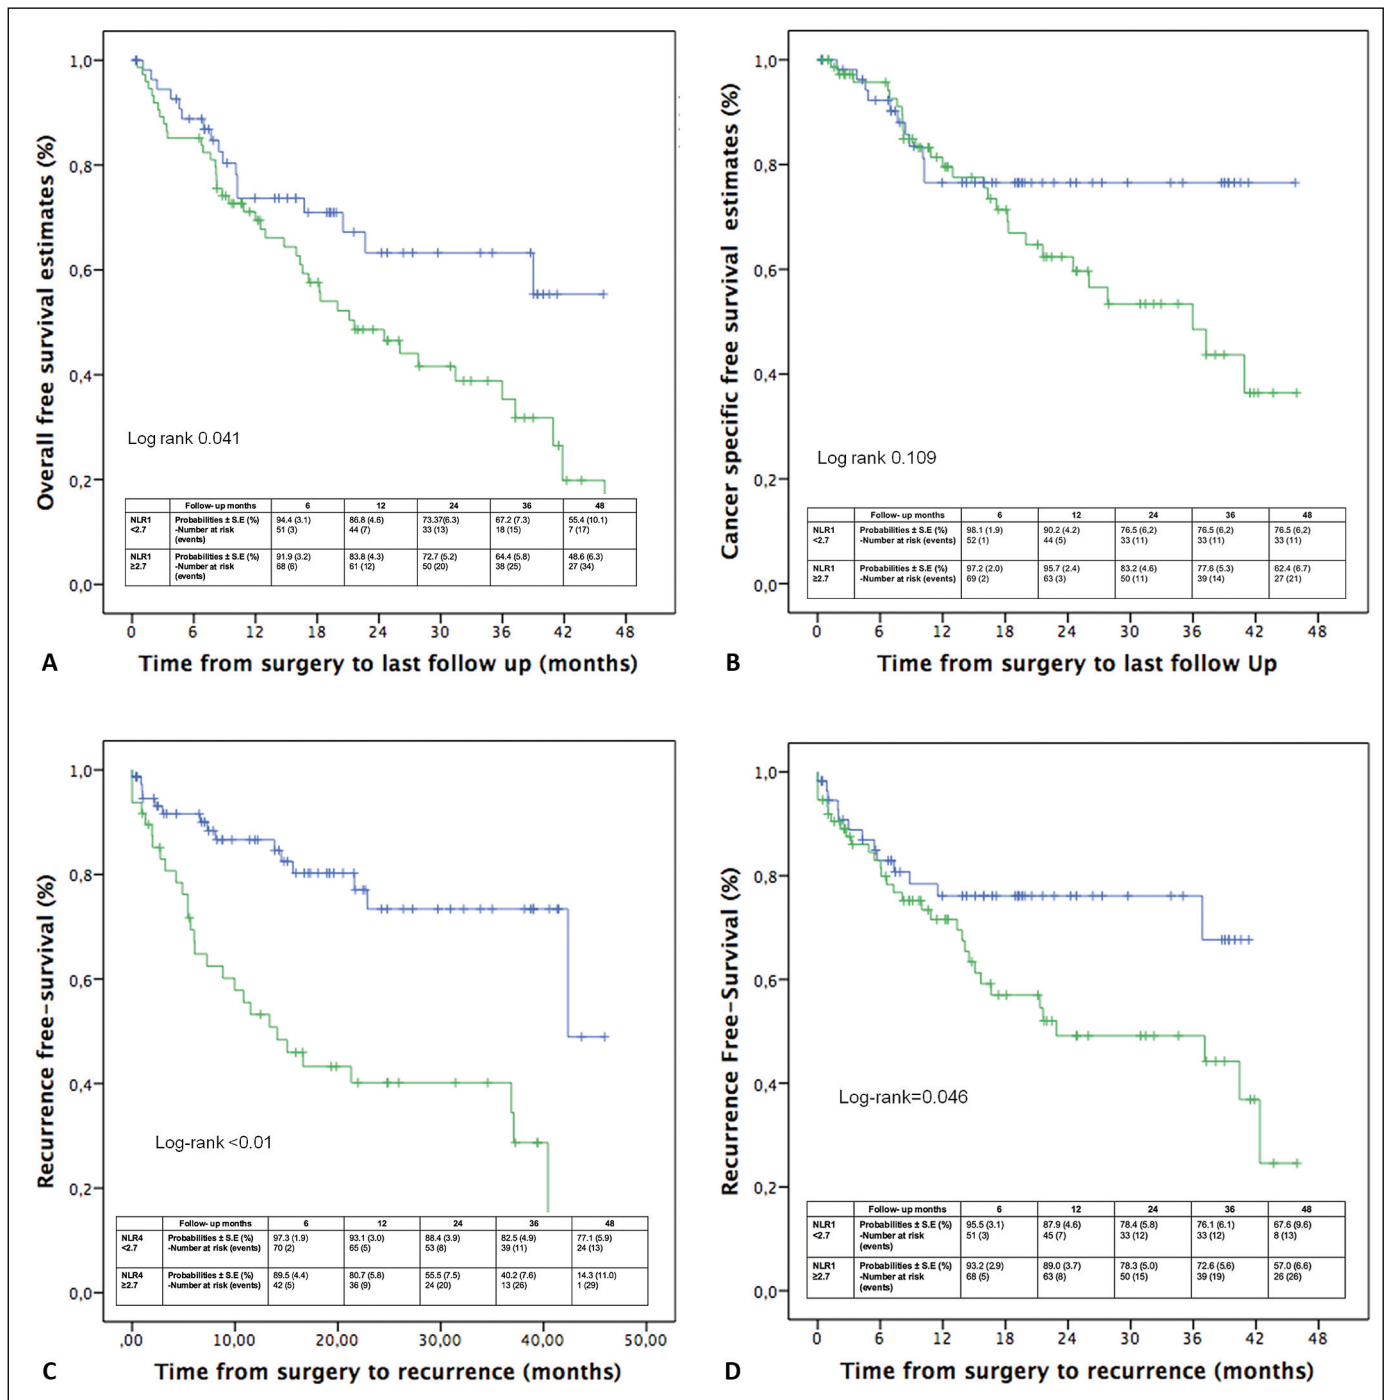 1,0
0,8
0,6
0,4
0,2
0,0
Overall free survival estimates (%)
Log rank 0.041
Follow- up months 6 12 24 36 48
NLR1 <2.7 Probabilities ± S.E (%) 94.4 (3.1) 86.8 (4.6) 73.37(6.3) 67.2 (7.3) 55.4 (10.1)
-Number at risk (events) 51 (3) 44 (7) 33 (13) 18 (15) 7 (17)
NLR1 ≥2.7 Probabilities ± S.E (%) 91.9 (3.2) 83.8 (4.3) 72.7 (5.2) 64.4 (5.8) 48.6 (6.3)
-Number at risk (events) 68 (6) 61 (12) 50 (20) 38 (25) 27 (34)
0 6 12 18 24 30 36 42 48
A Time from surgery to last follow up (months)
1,0
0,8
0,6
0,4
0,2
0,0
Cancer specific free survival estimates (%)
Log rank 0.109
Follow- up months 6 12 24 36 48
NLR1 <2.7 Probabilities ± S.E (%) 98.1 (1.9) 90.2 (4.2) 76.5 (6,2) 76.5 (6,2) 76.5 (6,2)
-Number at risk (events) 52 (1) 44 (5) 33 (11) 33 (11) 33 (11)
NLR1 ≥2.7 Probabilities ± S.E (%) 97.2 (2.0) 95.7 (2.4) 83.2 (4.6) 77.6 (5.3) 62.4 (6.7)
-Number at risk (events) 69 (2) 63 (3) 50 (11) 39 (14) 27 (21)
0 6 12 18 24 30 36 42 48
B Time from surgery to last follow Up
1,0
0,8
0,6
0,4
0,2
0,0
Recurrence free-survival (%)
Log-rank <0.01
Follow- up months 6 12 24 36 48
NLR4 <2.7 Probabilities ± S.E (%) 97.3 (1.9) 93.1 (3.0) 88.4 (3.9) 82.5 (4.9) 77.1 (5.9)
-Number at risk (events) 70 (2) 65 (5) 53 (8) 39 (11) 24 (13)
NLR4 ≥2.7 Probabilities ± S.E (%) 89.5 (4.4) 80.7 (5.8) 55.5 (7.5) 40.2 (7.6) 14.3 (11.0)
-Number at risk (events) 42 (5) 36 (9) 24 (20) 13 (26) 1 (29)
,00 10,00 20,00 30,00 40,00 50,00
C Time from surgery to recurrence (months)
1,0
0,8
0,6
0,4
0,2
0,0
Recurrence Free-Survival (%)
Log-rank=0.046
Follow- up months 6 12 24 36 48
NLR1 <2.7 Probabilities ± S.E (%) 95.5 (3.1) 87.9 (4.6) 78.4 (5.8) 76.1 (6.1) 67.6 (9.6)
-Number at risk (events) 51 (3) 45 (7) 33 (12) 33 (12) 8 (13)
NLR1 ≥2.7 Probabilities ± S.E (%) 93.2 (2.9) 89.0 (3.7) 78.3 (5.0) 72.6 (5.6) 57.0 (6.6)
-Number at risk (events) 68 (5) 63 (8) 50 (15) 39 (19) 26 (26)
0 6 12 18 24 30 36 42 48
D Time from surgery to recurrence (months)